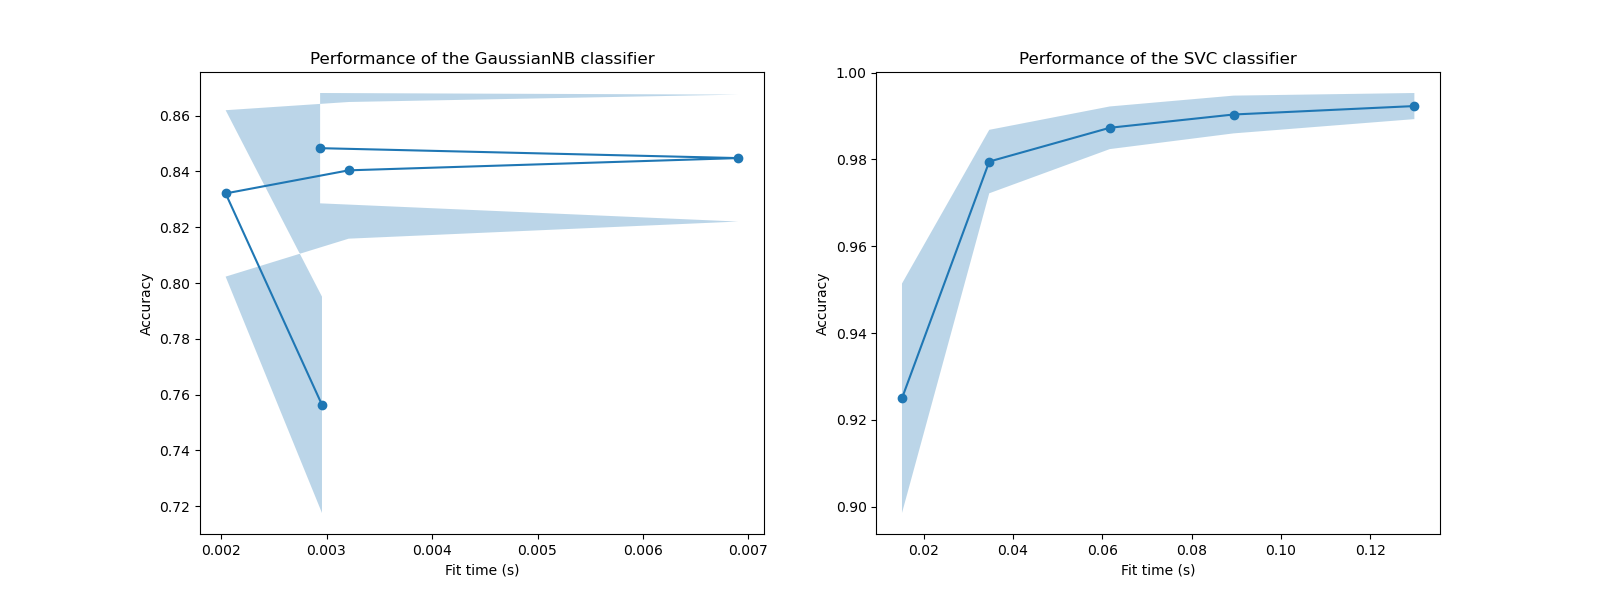 Performance of the GaussianNB classifier
Accuracy
0.86
0.84
0.82
0.80
0.78
0.76
0.74
0.72
0.002 0.003 0.004 0.005 0.006 0.007
Fit time (s)
Performance of the SVC classifier
Accuracy
1.00
0.98
0.96
0.94
0.92
0.90
0.02 0.04 0.06 0.08 0.10 0.12
Fit time (s)